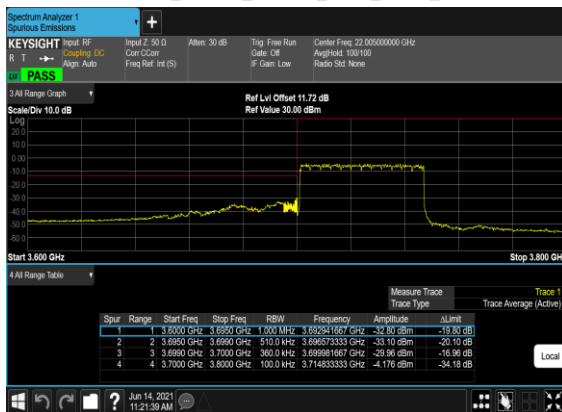 Spectrum Analyzer 1
Spurious Emissions
KEYSIGHT Input: RF Input Z: 50 Ω Atten: 30 dB Trig: Free Run Center Freq: 22.005000000 GHz
R T Coupling: DC Corr CCorr Gate: Off Avg|Hold: 100/100
Align: Auto Freq Ref: Int (S) IF Gain: Low Radio Std: None
PASS
3 All Range Graph
Ref Lvl Offset 11.72 dB
Scale/Div 10.0 dB Ref Value 30.00 dBm
Log
20.0
10.0
0.00
-10.0
-20.0
-30.0
-40.0
-50.0
-60.0
Start 3.600 GHz Stop 3.800 GH
4 All Range Table
Measure Trace Trace 1
Trace Type Trace Average (Active)
Spur Range Start Freq Stop Freq RBW Frequency Amplitude ΔLimit
1 1 3.6000 GHz 3.6950 GHz 1.000 MHz 3.692941667 GHz -32.80 dBm -19.80 dB
2 2 3.6950 GHz 3.6990 GHz 510.0 kHz 3.696573333 GHz -33.10 dBm -20.10 dB
3 3 3.6990 GHz 3.7000 GHz 360.0 kHz 3.699981667 GHz -29.96 dBm -16.96 dB
4 4 3.7000 GHz 3.8000 GHz 100.0 kHz 3.714833333 GHz -4.176 dBm -34.18 dB
Local
Jun 14, 2021
11:21:39 AM